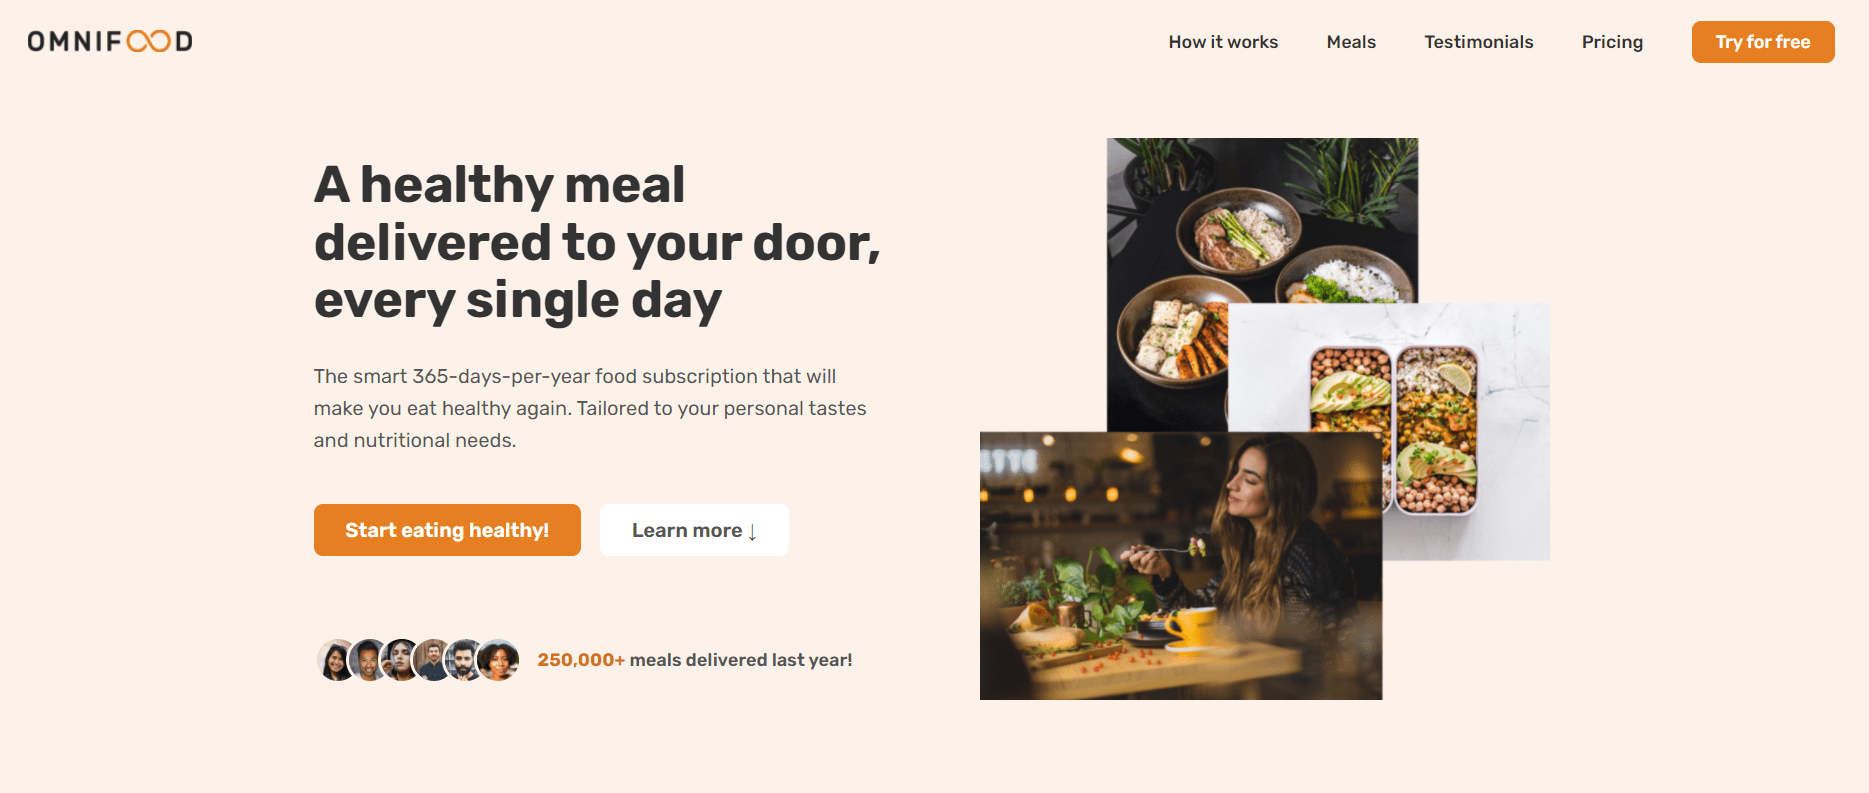 OMNIFOOD
How it works
Meals
Testimonials
Pricing
Try for free
A healthy meal
delivered to your door,
every single day
The smart 365-days-per-year food subscription that will
make you eat healthy again. Tailored to your personal tastes
and nutritional needs.
Start eating healthy!
Learn more ↓
250,000+ meals delivered last year!